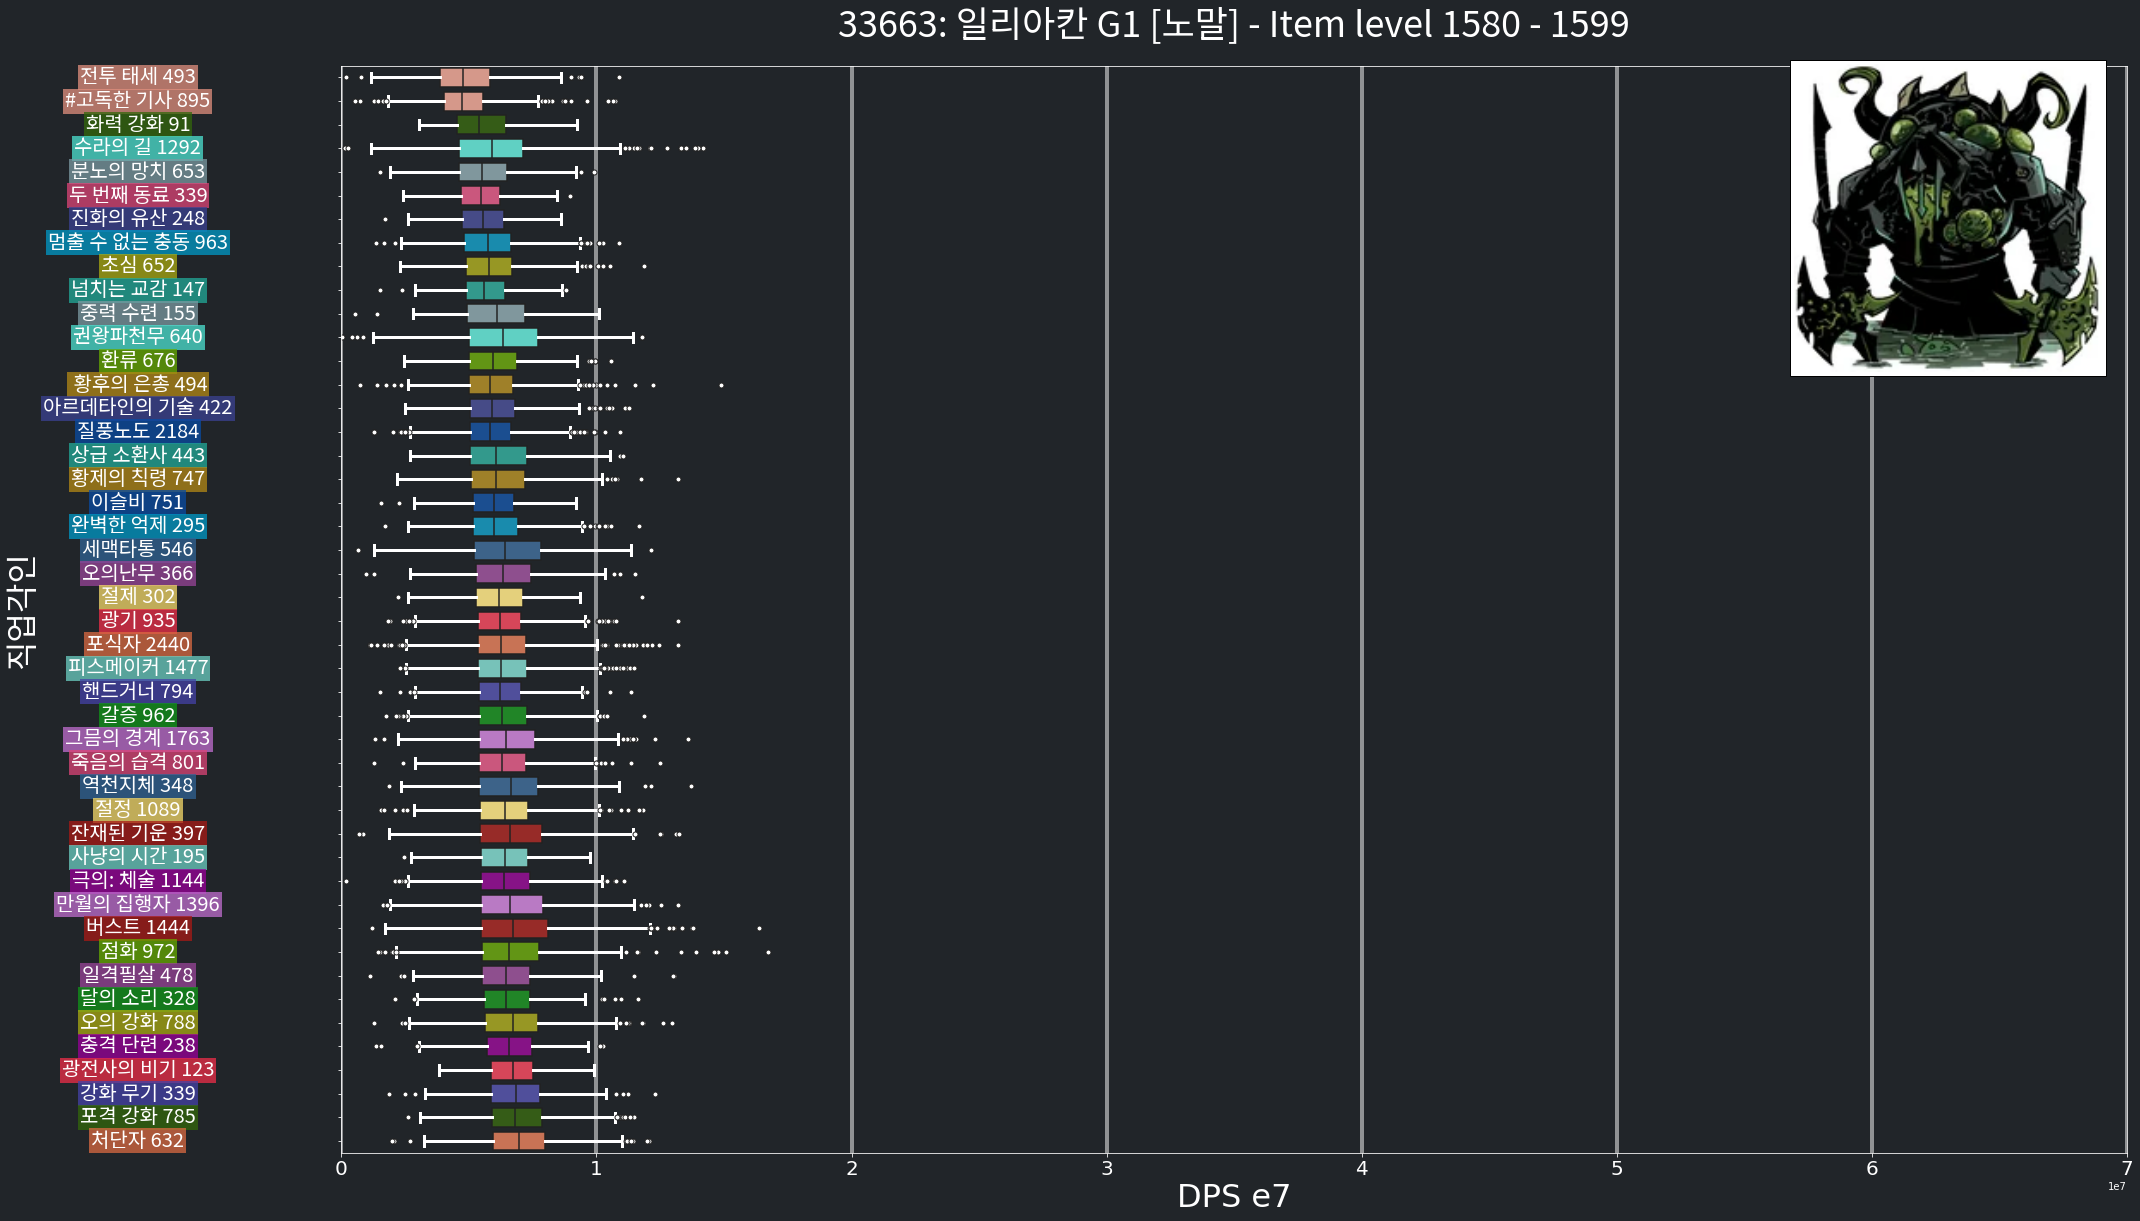 33663: 일리아칸 G1 [노말] - Item level 1580 - 1599
직업각인
전투 태세 493
#고독한 기사 895
화력 강화 91
수라의 길 1292
분노의 망치 653
두 번째 동료 339
진화의 유산 248
멈출 수 없는 충동 963
초심 652
넘치는 교감 147
중력 수련 155
권왕파천무 640
환류 676
황후의 은총 494
아르데타인의 기술 422
질풍노도 2184
상급 소환사 443
황제의 칙령 747
이슬비 751
완벽한 억제 295
세맥타통 546
오의난무 366
절제 302
광기 935
포식자 2440
피스메이커 1477
핸드거너 794
갈증 962
그믐의 경계 1763
죽음의 습격 801
역천지체 348
절정 1089
잔재된 기운 397
사냥의 시간 195
극의: 체술 1144
만월의 집행자 1396
버스트 1444
점화 972
일격필살 478
달의 소리 328
오의 강화 788
충격 단련 238
광전사의 비기 123
강화 무기 339
포격 강화 785
처단자 632
0 1 2 3 4 5 6 7
1e7
DPS e7